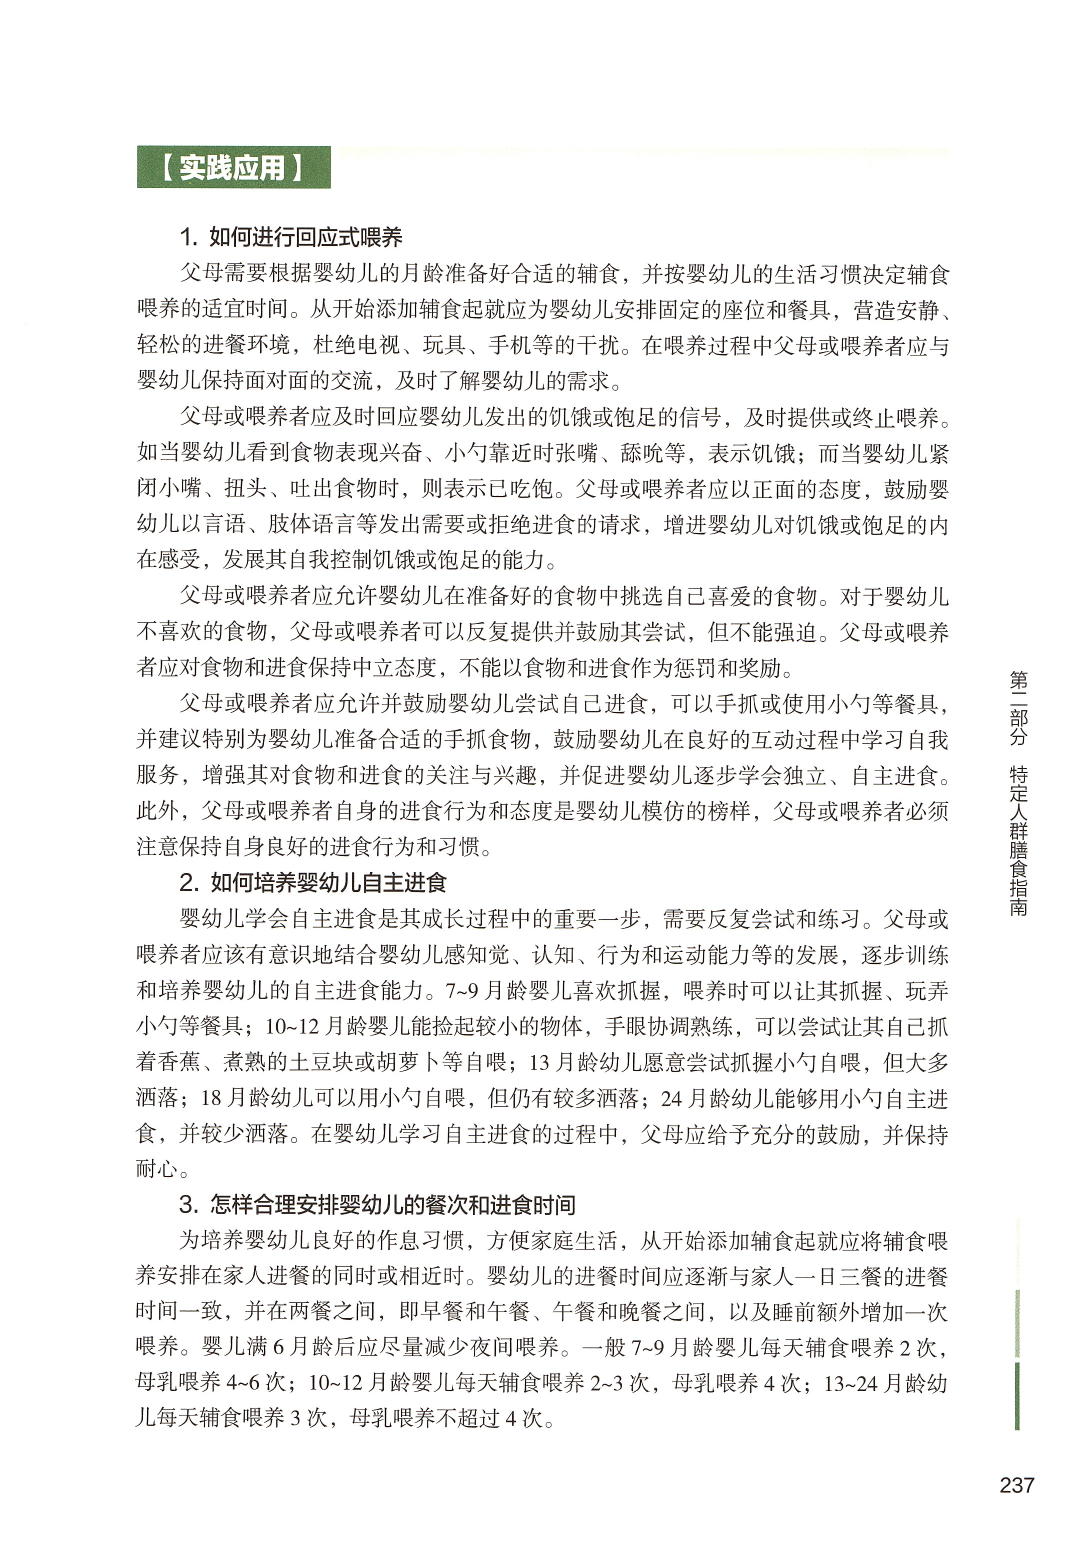 【实践应用】
1. 如何进行回应式喂养
父母需要根据婴幼儿的月龄准备好合适的辅食，并按婴幼儿的生活习惯决定辅食
喂养的适宜时间。从开始添加辅食起就应为婴幼儿安排固定的座位和餐具，营造安静、
轻松的进餐环境，杜绝电视、玩具、手机等的干扰。在喂养过程中父母或喂养者应与
婴幼儿保持面对面的交流，及时了解婴幼儿的需求。
父母或喂养者应及时回应婴幼儿发出的饥饿或饱足的信号，及时提供或终止喂养。
如当婴幼儿看到食物表现兴奋、小勺靠近时张嘴、舔吮等，表示饥饿；而当婴幼儿紧
闭小嘴、扭头、吐出食物时，则表示已吃饱。父母或喂养者应以正面的态度，鼓励婴
幼儿以言语、肢体语言等发出需要或拒绝进食的请求，增进婴幼儿对饥饿或饱足的内
在感受，发展其自我控制饥饿或饱足的能力。
父母或喂养者应允许婴幼儿在准备好的食物中挑选自己喜爱的食物。对于婴幼儿
不喜欢的食物，父母或喂养者可以反复提供并鼓励其尝试，但不能强迫。父母或喂养
者应对食物和进食保持中立态度，不能以食物和进食作为惩罚和奖励。
父母或喂养者应允许并鼓励婴幼儿尝试自己进食，可以手抓或使用小勺等餐具，
并建议特别为婴幼儿准备合适的手抓食物，鼓励婴幼儿在良好的互动过程中学习自我
服务，增强其对食物和进食的关注与兴趣，并促进婴幼儿逐步学会独立、自主进食。
此外，父母或喂养者自身的进食行为和态度是婴幼儿模仿的榜样，父母或喂养者必须
注意保持自身良好的进食行为和习惯。
2. 如何培养婴幼儿自主进食
婴幼儿学会自主进食是其成长过程中的重要一步，需要反复尝试和练习。父母或
喂养者应该有意识地结合婴幼儿感知觉、认知、行为和运动能力等的发展，逐步训练
和培养婴幼儿的自主进食能力。7~9 月龄婴儿喜欢抓握，喂养时可以让其抓握、玩弄
小勺等餐具；10~12 月龄婴儿能捡起较小的物体，手眼协调熟练，可以尝试让其自己抓
着香蕉、煮熟的土豆块或胡萝卜等自喂；13 月龄幼儿愿意尝试抓握小勺自喂，但大多
洒落；18 月龄幼儿可以用小勺自喂，但仍有较多洒落；24 月龄幼儿能够用小勺自主进
食，并较少洒落。在婴幼儿学习自主进食的过程中，父母应给予充分的鼓励，并保持
耐心。
3. 怎样合理安排婴幼儿的餐次和进食时间
为培养婴幼儿良好的作息习惯，方便家庭生活，从开始添加辅食起就应将辅食喂
养安排在家人进餐的同时或相近时。婴幼儿的进餐时间应逐渐与家人一日三餐的进餐
时间一致，并在两餐之间，即早餐和午餐、午餐和晚餐之间，以及睡前额外增加一次
喂养。婴儿满 6 月龄后应尽量减少夜间喂养。一般 7~9 月龄婴儿每天辅食喂养 2 次，
母乳喂养 4~6 次；10~12 月龄婴儿每天辅食喂养 2~3 次，母乳喂养 4 次；13~24 月龄幼
儿每天辅食喂养 3 次，母乳喂养不超过 4 次。
第二部分 特定人群膳食指南
237